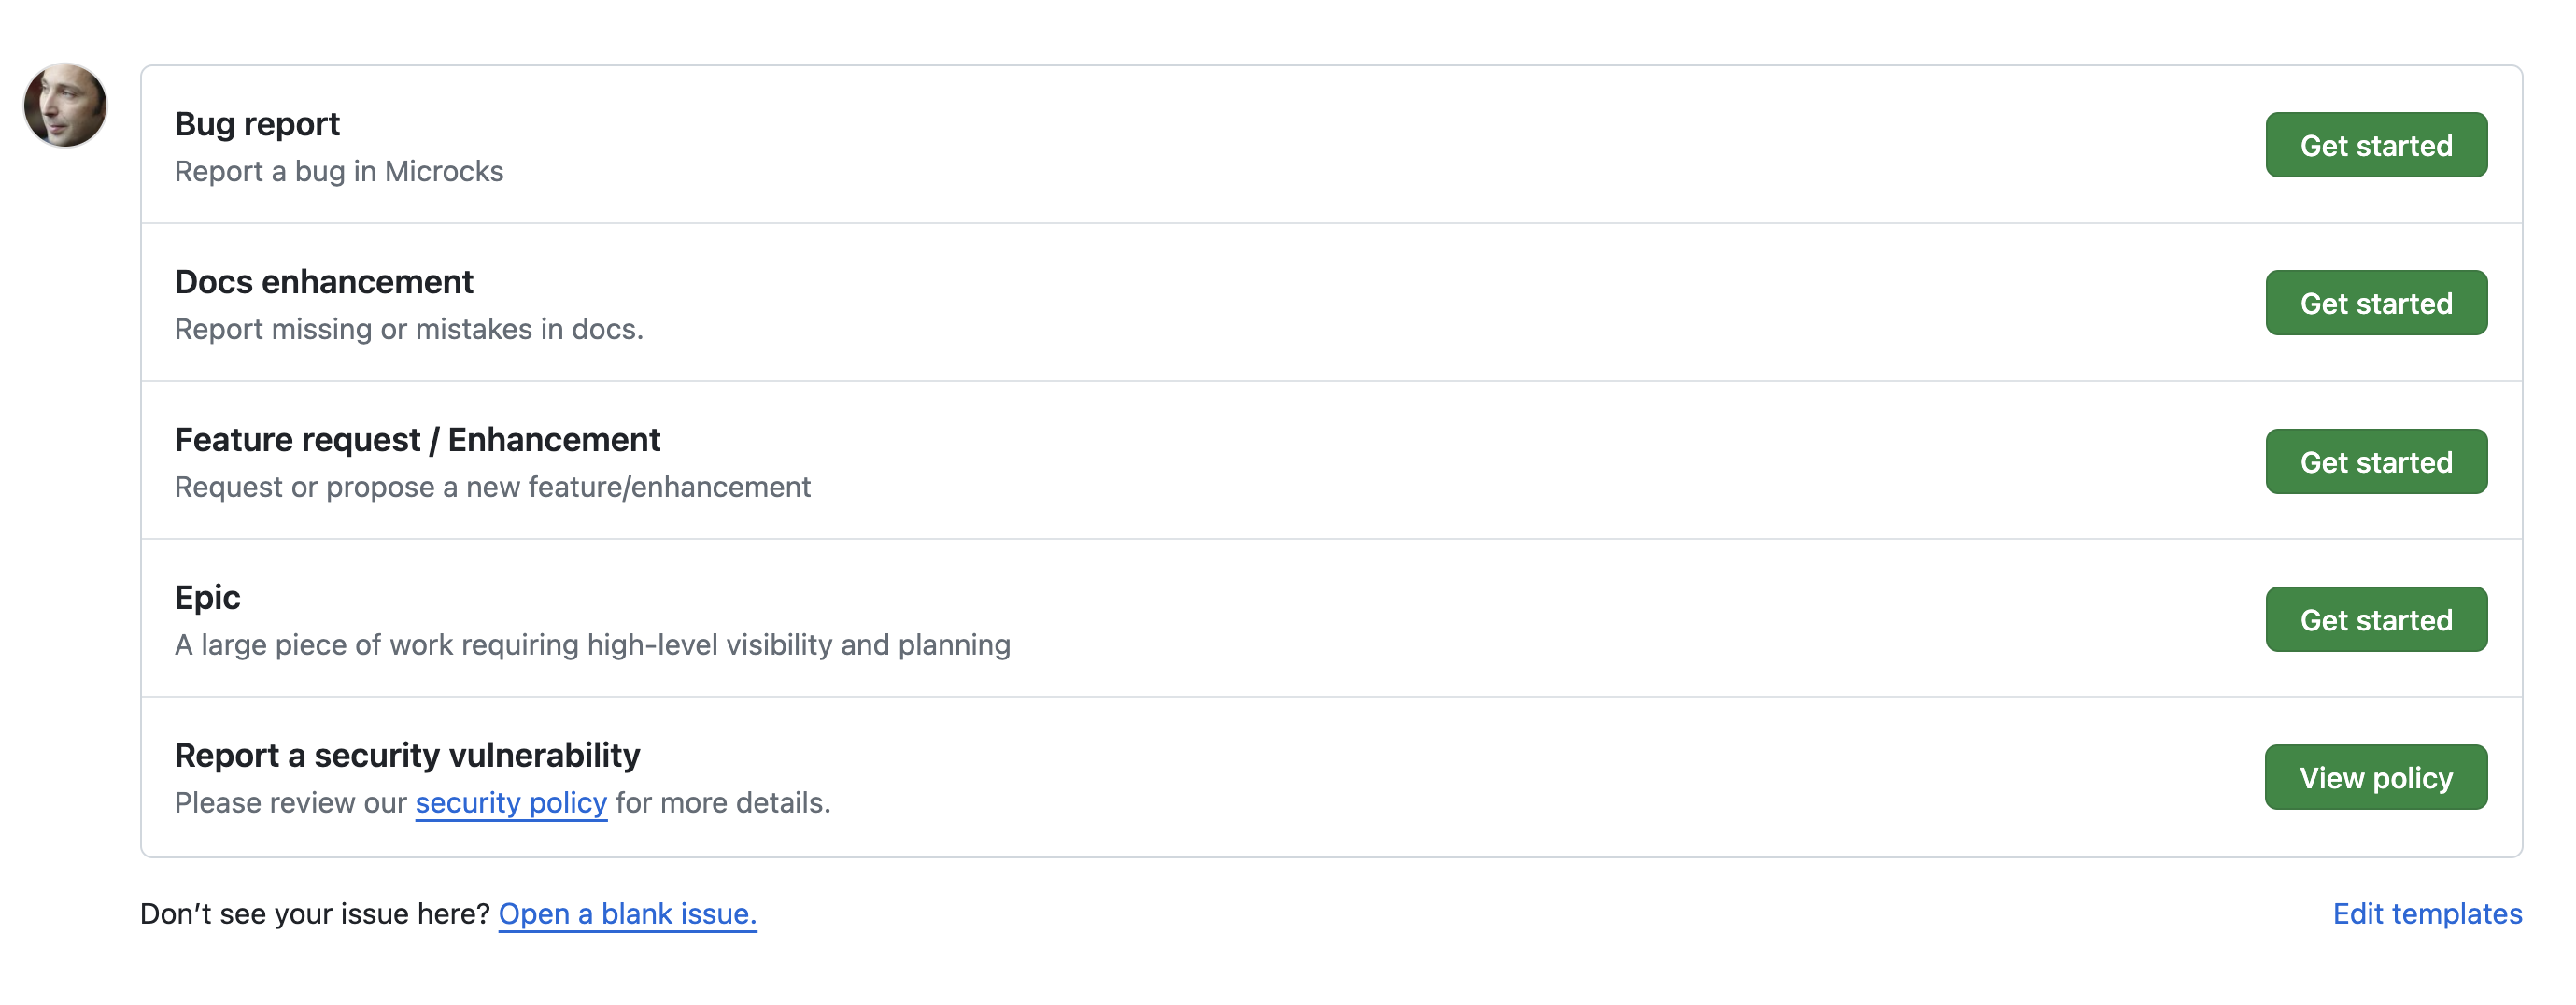 Bug report
Report a bug in Microcks
Get started
Docs enhancement
Report missing or mistakes in docs.
Get started
Feature request / Enhancement
Request or propose a new feature/enhancement
Get started
Epic
A large piece of work requiring high-level visibility and planning
Get started
Report a security vulnerability
Please review our security policy for more details.
View policy
Don’t see your issue here? Open a blank issue.
Edit templates